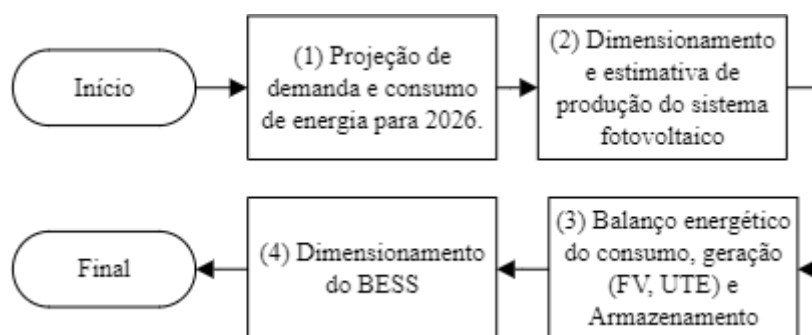 Início
(1) Projeção de
demanda e consumo
de energia para 2026.
(2) Dimensionamento
e estimativa de
produção do sistema
fotovoltaico
(3) Balanço energético
do consumo, geração
(FV, UTE) e
Armazenamento
(4) Dimensionamento
do BESS
Final